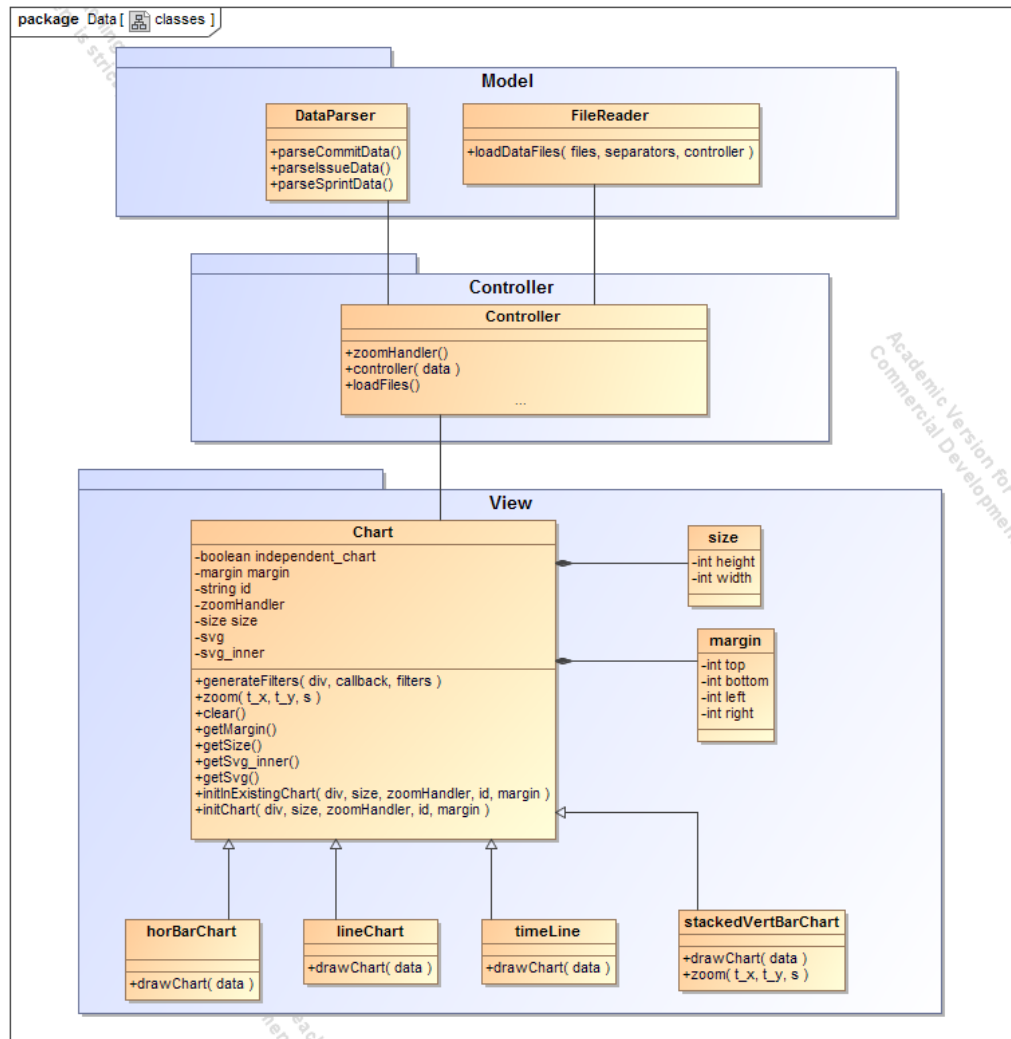 package Data [ classes ]
Model
DataParser
+parseCommitData()
+parseIssueData()
+parseSprintData()
FileReader
+loadDataFiles( files, separators, controller )
Controller
Controller
+zoomHandler()
+controller( data )
+loadFiles()
...
Academic Version for
Commercial Developmen
View
Chart
-boolean independent_chart
-margin margin
-string id
-zoomHandler
-size size
-svg
-svg_inner
+generateFilters( div, callback, filters )
+zoom( t_x, t_y, s )
+clear()
+getMargin()
+getSize()
+getSvg_inner()
+getSvg()
+initInExistingChart( div, size, zoomHandler, id, margin )
+initChart( div, size, zoomHandler, id, margin )
size
-int height
-int width
margin
-int top
-int bottom
-int left
-int right
horBarChart
+drawChart( data )
lineChart
+drawChart( data )
timeLine
+drawChart( data )
stackedVertBarChart
+drawChart( data )
+zoom( t_x, t_y, s )